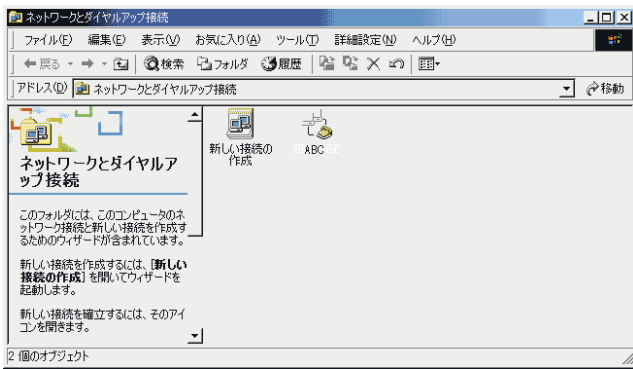 ネットワークとダイヤルアップ接続
ファイル(F) 編集(E) 表示(V) お気に入り(A) ツール(T) 詳細設定(N) ヘルプ(H)
戻る 検索 フォルダ 履歴
アドレス(D) ネットワークとダイヤルアップ接続 移動
ネットワークとダイヤルア
ップ接続
このフォルダには、このコンピュータのネ
ットワーク接続と新しい接続を作成す
るためのウィザードが含まれています。
新しい接続を作成するには、[新しい
接続の作成] を開いてウィザードを
起動します。
新しい接続を確立するには、そのアイ
コンを開きます。
新しい接続の
作成
ABC
2 個のオブジェクト